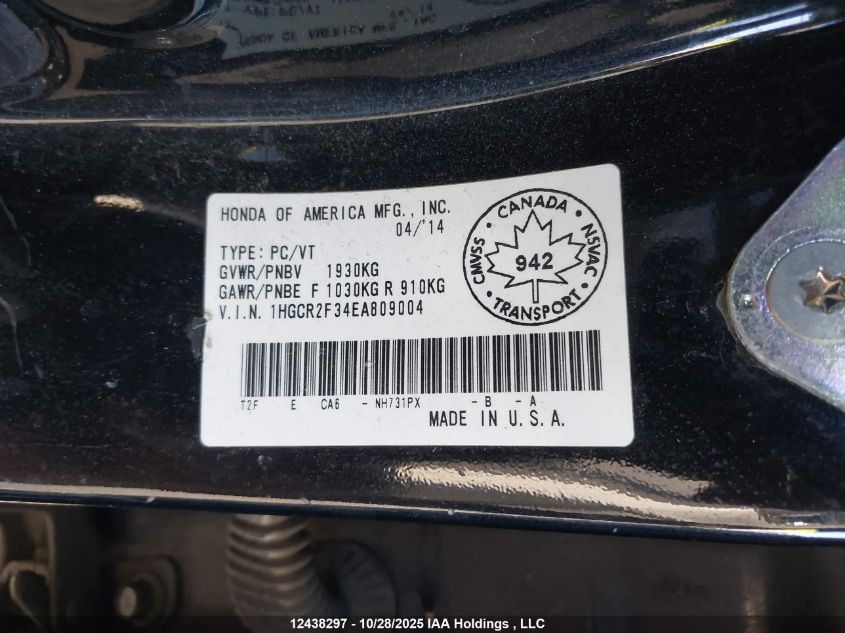 HONDA OF AMERICA MFG., INC.
04/'14
TYPE: PC/VT
GVWR/PNBV 1930KG
GAWR/PNBE F 1030KG R 910KG
V.I.N. 1HGCR2F34EA809004
CANADA
CMVSS 942 NSVAC
TRANSPORT
T2F E CA6 - NH731PX - B - A
MADE IN U.S.A.
12438297 - 10/28/2025 IAA Holdings , LLC